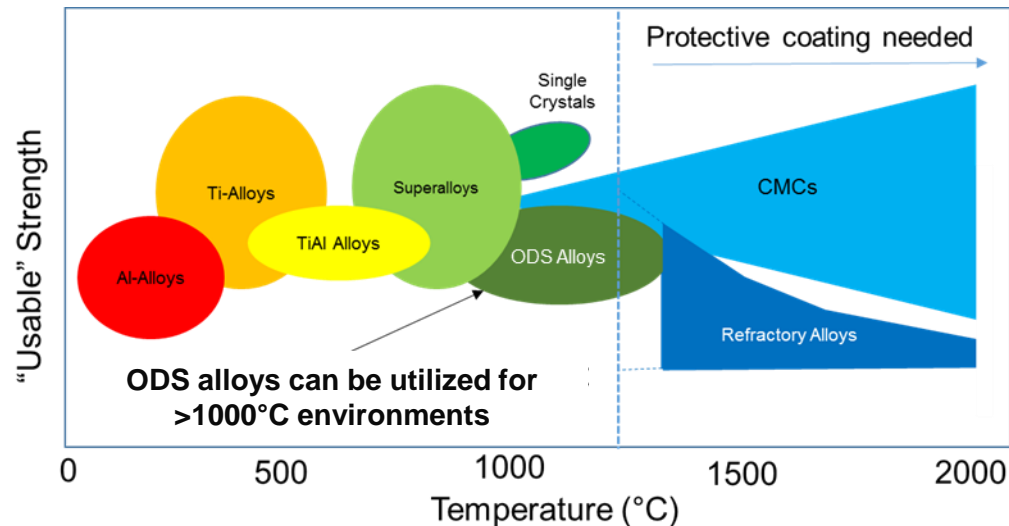 Protective coating needed
Single
Crystals
Ti-Alloys
Superalloys
CMCs
TiAl Alloys
ODS Alloys
Al-Alloys
Refractory Alloys
"Usable" Strength
ODS alloys can be utilized for
>1000°C environments
0 500 1000 1500 2000
Temperature (°C)